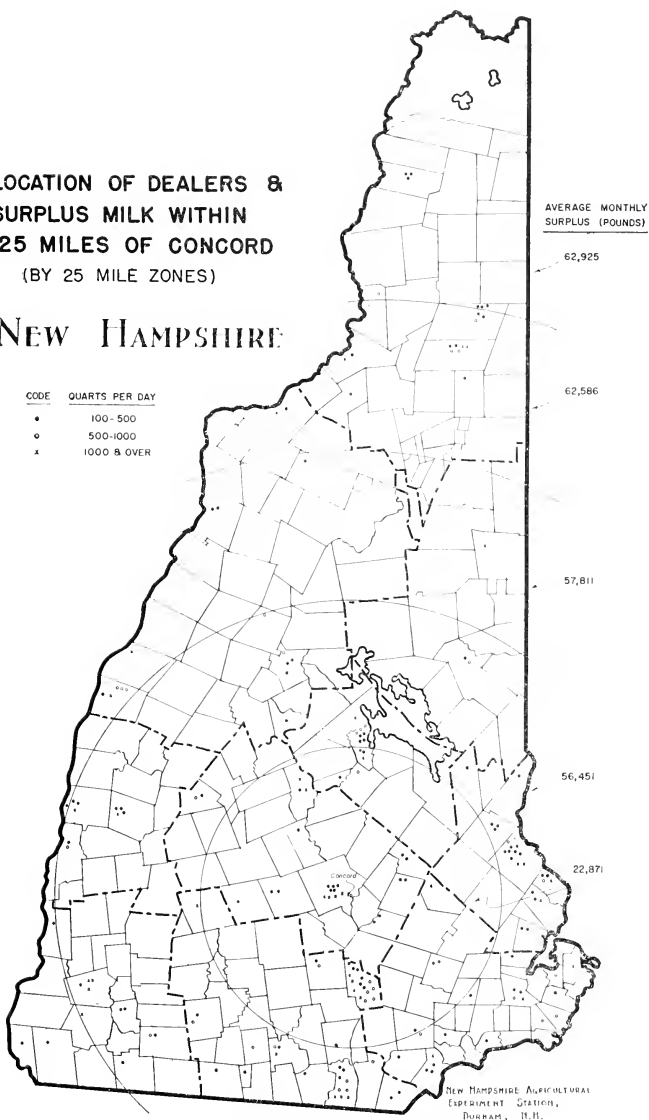 LOCATION OF DEALERS &
SURPLUS MILK WITHIN
25 MILES OF CONCORD
(BY 25 MILE ZONES)
NEW HAMPSHIRE
CODE QUARTS PER DAY
• 100-500
o 500-1000
x 1000 & OVER
AVERAGE MONTHLY
SURPLUS (POUNDS)
62,925
62,586
57,811
56,451
22,871
Concord
NEW HAMPSHIRE AGRICULTURAL
EXPERIMENT STATION,
DURHAM, N.H.